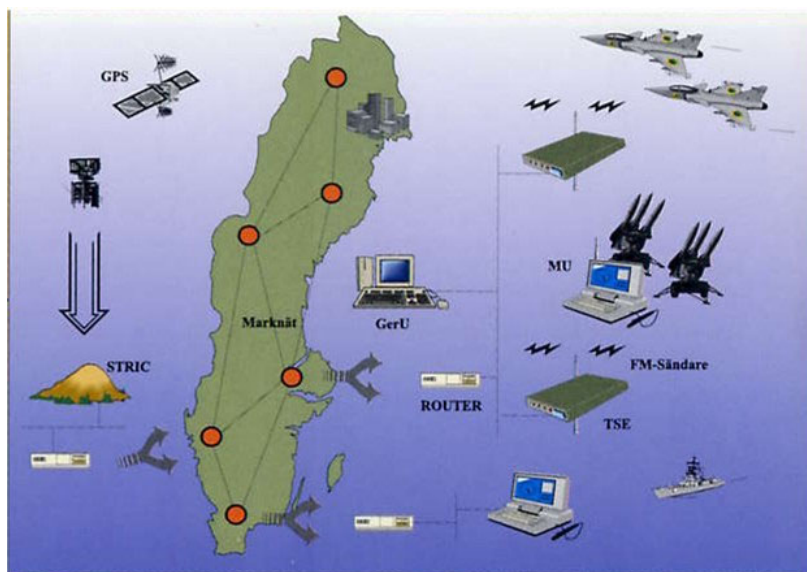 GPS
MU
Marknät
GerU
STRIC
FM-Sändare
ROUTER
TSE